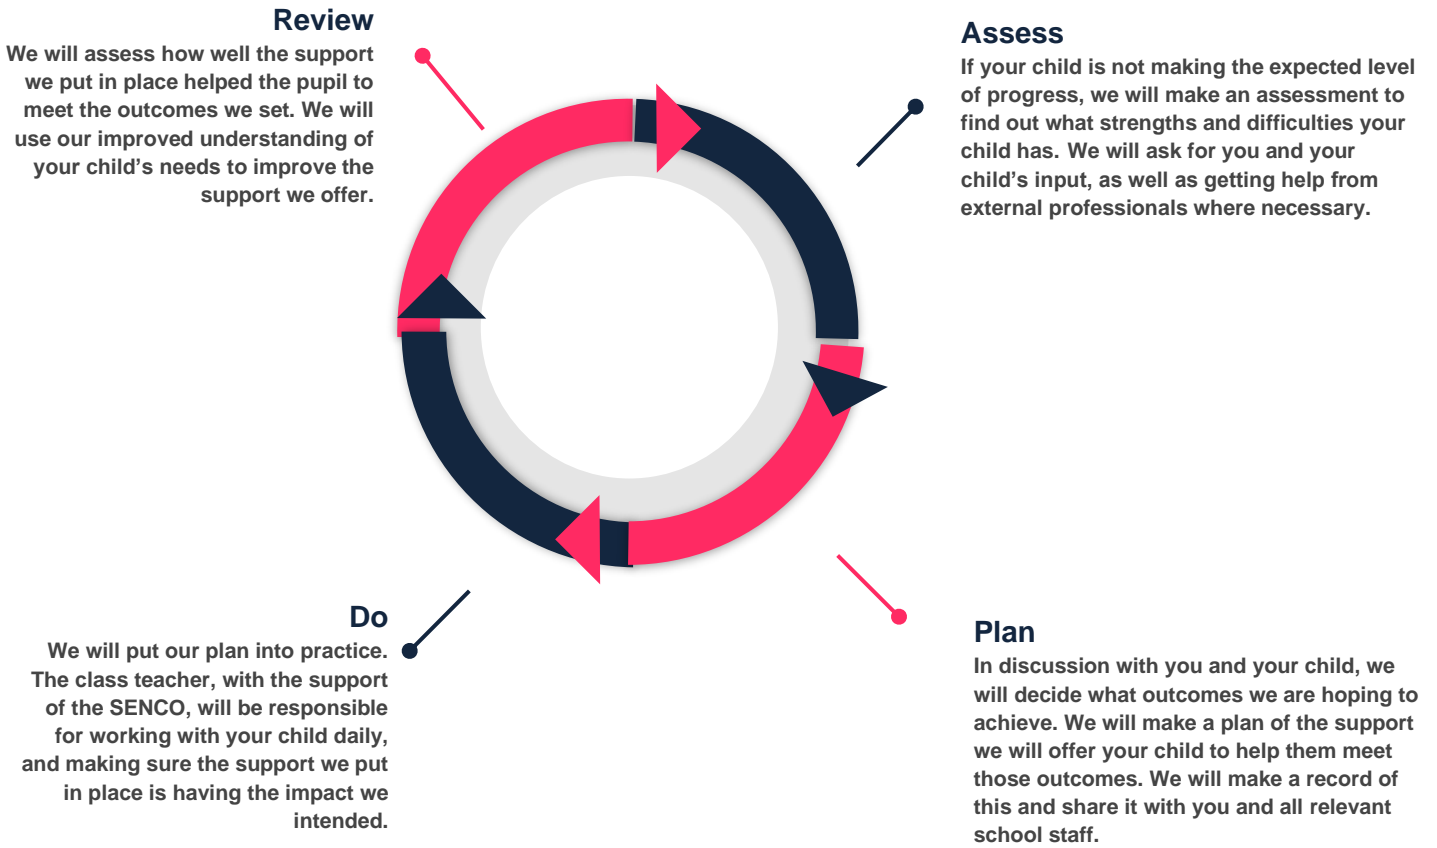 Review
We will assess how well the support
we put in place helped the pupil to
meet the outcomes we set. We will
use our improved understanding of
your child’s needs to improve the
support we offer.
Assess
If your child is not making the expected level
of progress, we will make an assessment to
find out what strengths and difficulties your
child has. We will ask for you and your
child’s input, as well as getting help from
external professionals where necessary.
Do
We will put our plan into practice.
The class teacher, with the support
of the SENCO, will be responsible
for working with your child daily,
and making sure the support we put
in place is having the impact we
intended.
Plan
In discussion with you and your child, we
will decide what outcomes we are hoping to
achieve. We will make a plan of the support
we will offer your child to help them meet
those outcomes. We will make a record of
this and share it with you and all relevant
school staff.